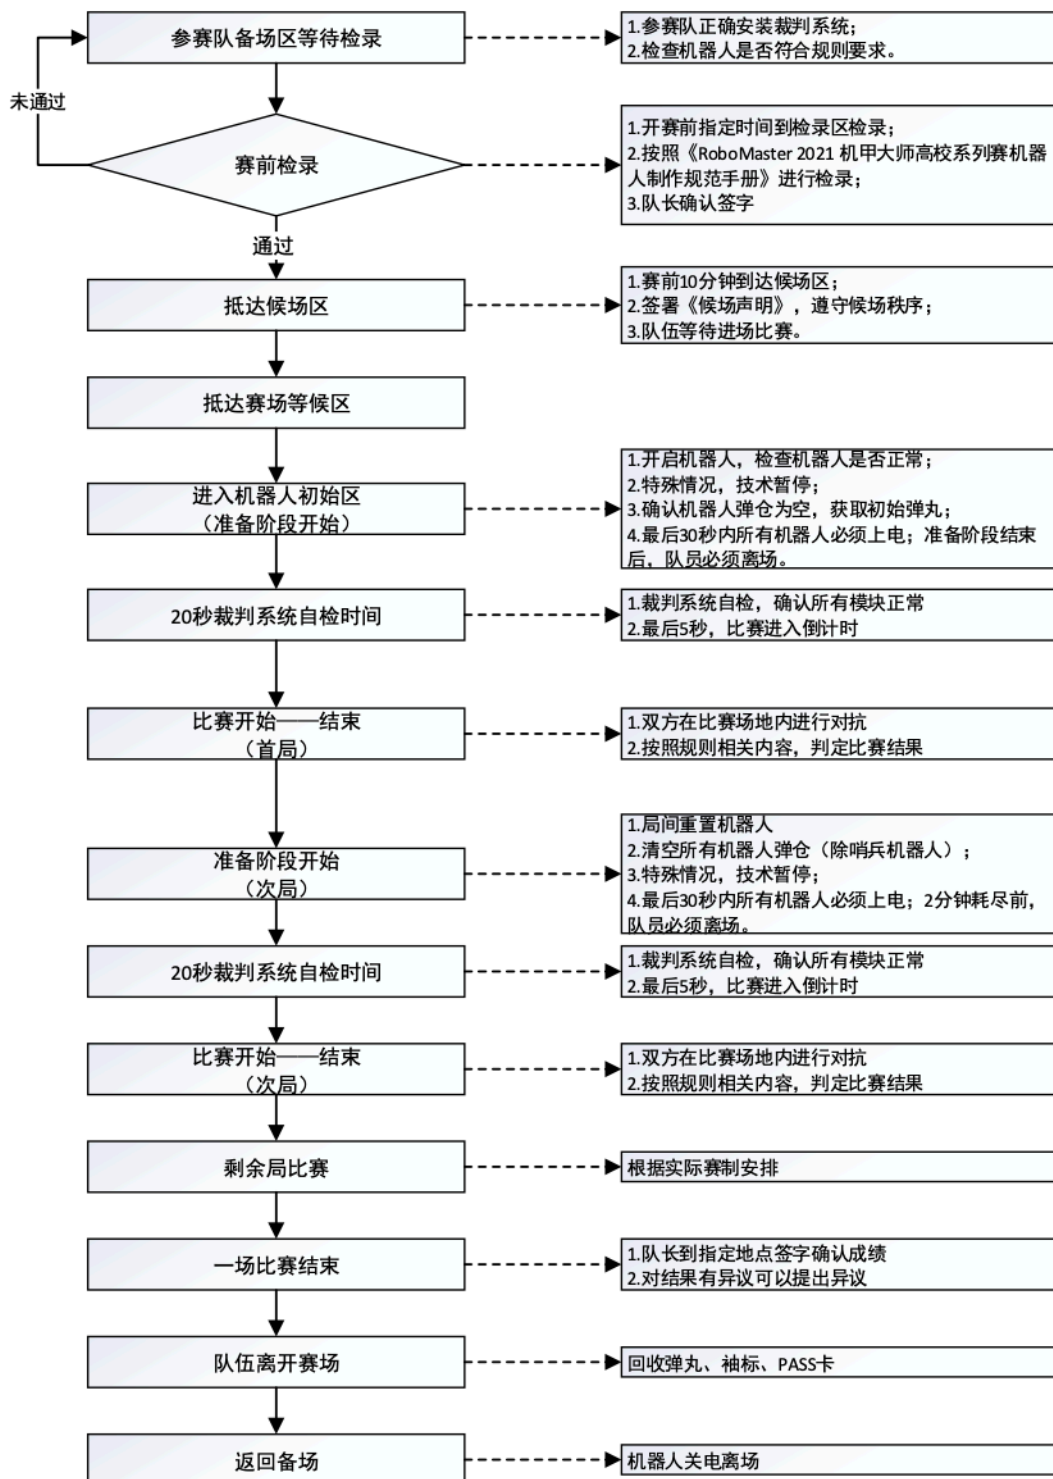 参赛队备场区等待检录
1.参赛队正确安装裁判系统；
2.检查机器人是否符合规则要求。
未通过
赛前检录
1.开赛前指定时间到检录区检录；
2.按照《RoboMaster 2021 机甲大师高校系列赛机器
人制作规范手册》进行检录；
3.队长确认签字
通过
抵达候场区
1.赛前10分钟到达候场区；
2.签署《候场声明》，遵守候场秩序；
3.队伍等待进场比赛。
抵达赛场等候区
进入机器人初始区
（准备阶段开始）
1.开启机器人，检查机器人是否正常；
2.特殊情况，技术暂停；
3.确认机器人弹仓为空，获取初始弹丸；
4.最后30秒内所有机器人必须上电；准备阶段结束
后，队员必须离场。
20秒裁判系统自检时间
1.裁判系统自检，确认所有模块正常
2.最后5秒，比赛进入倒计时
比赛开始——结束
（首局）
1.双方在比赛场地内进行对抗
2.按照规则相关内容，判定比赛结果
准备阶段开始
（次局）
1.局间重置机器人
2.清空所有机器人弹仓（除哨兵机器人）；
3.特殊情况，技术暂停；
4.最后30秒内所有机器人必须上电；2分钟耗尽前，
队员必须离场。
20秒裁判系统自检时间
1.裁判系统自检，确认所有模块正常
2.最后5秒，比赛进入倒计时
比赛开始——结束
（次局）
1.双方在比赛场地内进行对抗
2.按照规则相关内容，判定比赛结果
剩余局比赛
根据实际赛制安排
一场比赛结束
1.队长到指定地点签字确认成绩
2.对结果有异议可以提出异议
队伍离开赛场
回收弹丸、袖标、PASS卡
返回备场
机器人关电离场